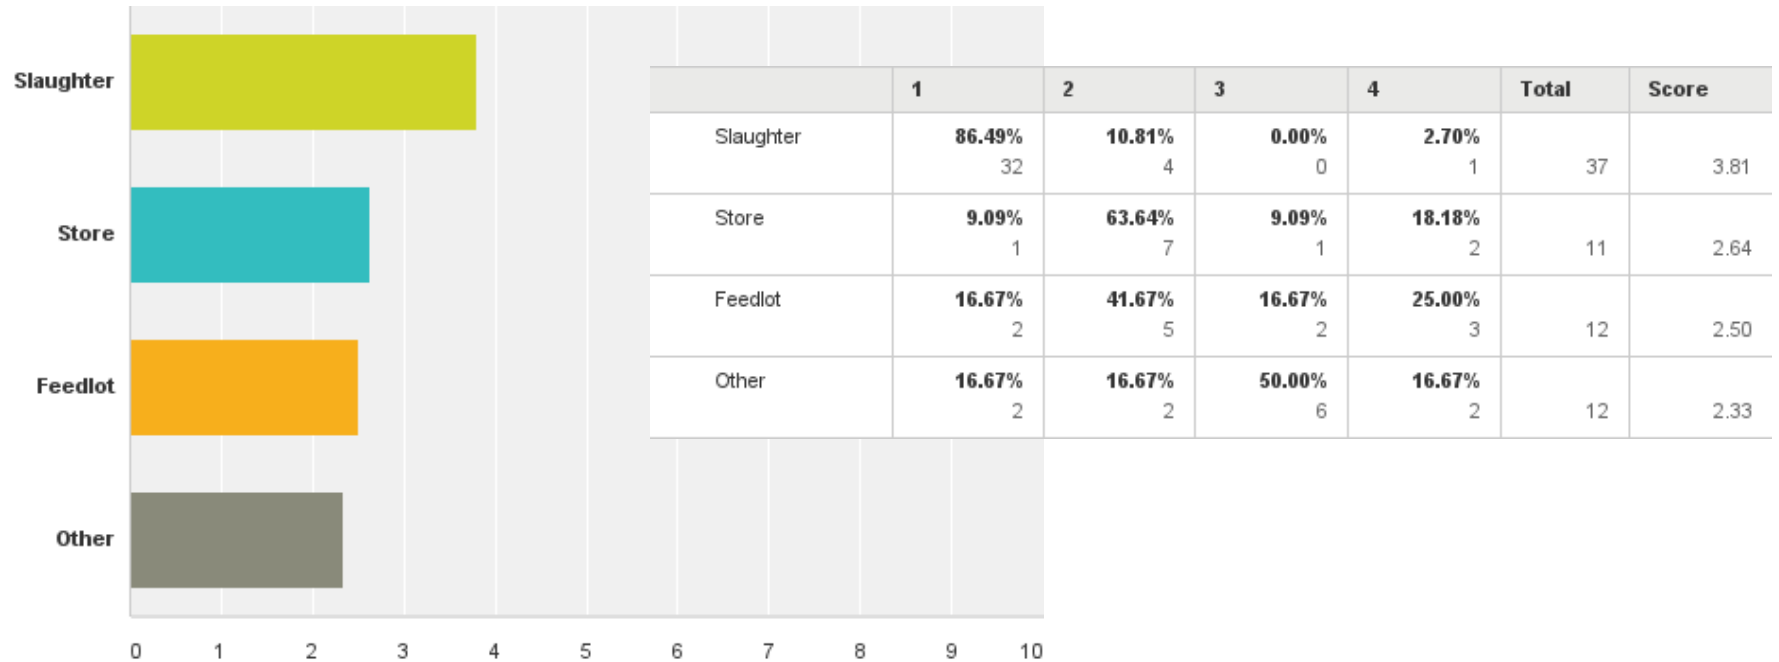 Slaughter
Store
Feedlot
Other
0 1 2 3 4 5 6 7 8 9 10
1 2 3 4 Total Score
Slaughter 86.49% 10.81% 0.00% 2.70%
32 4 0 1 37 3.81
Store 9.09% 63.64% 9.09% 18.18%
1 7 1 2 11 2.64
Feedlot 16.67% 41.67% 16.67% 25.00%
2 5 2 3 12 2.50
Other 16.67% 16.67% 50.00% 16.67%
2 2 6 2 12 2.33